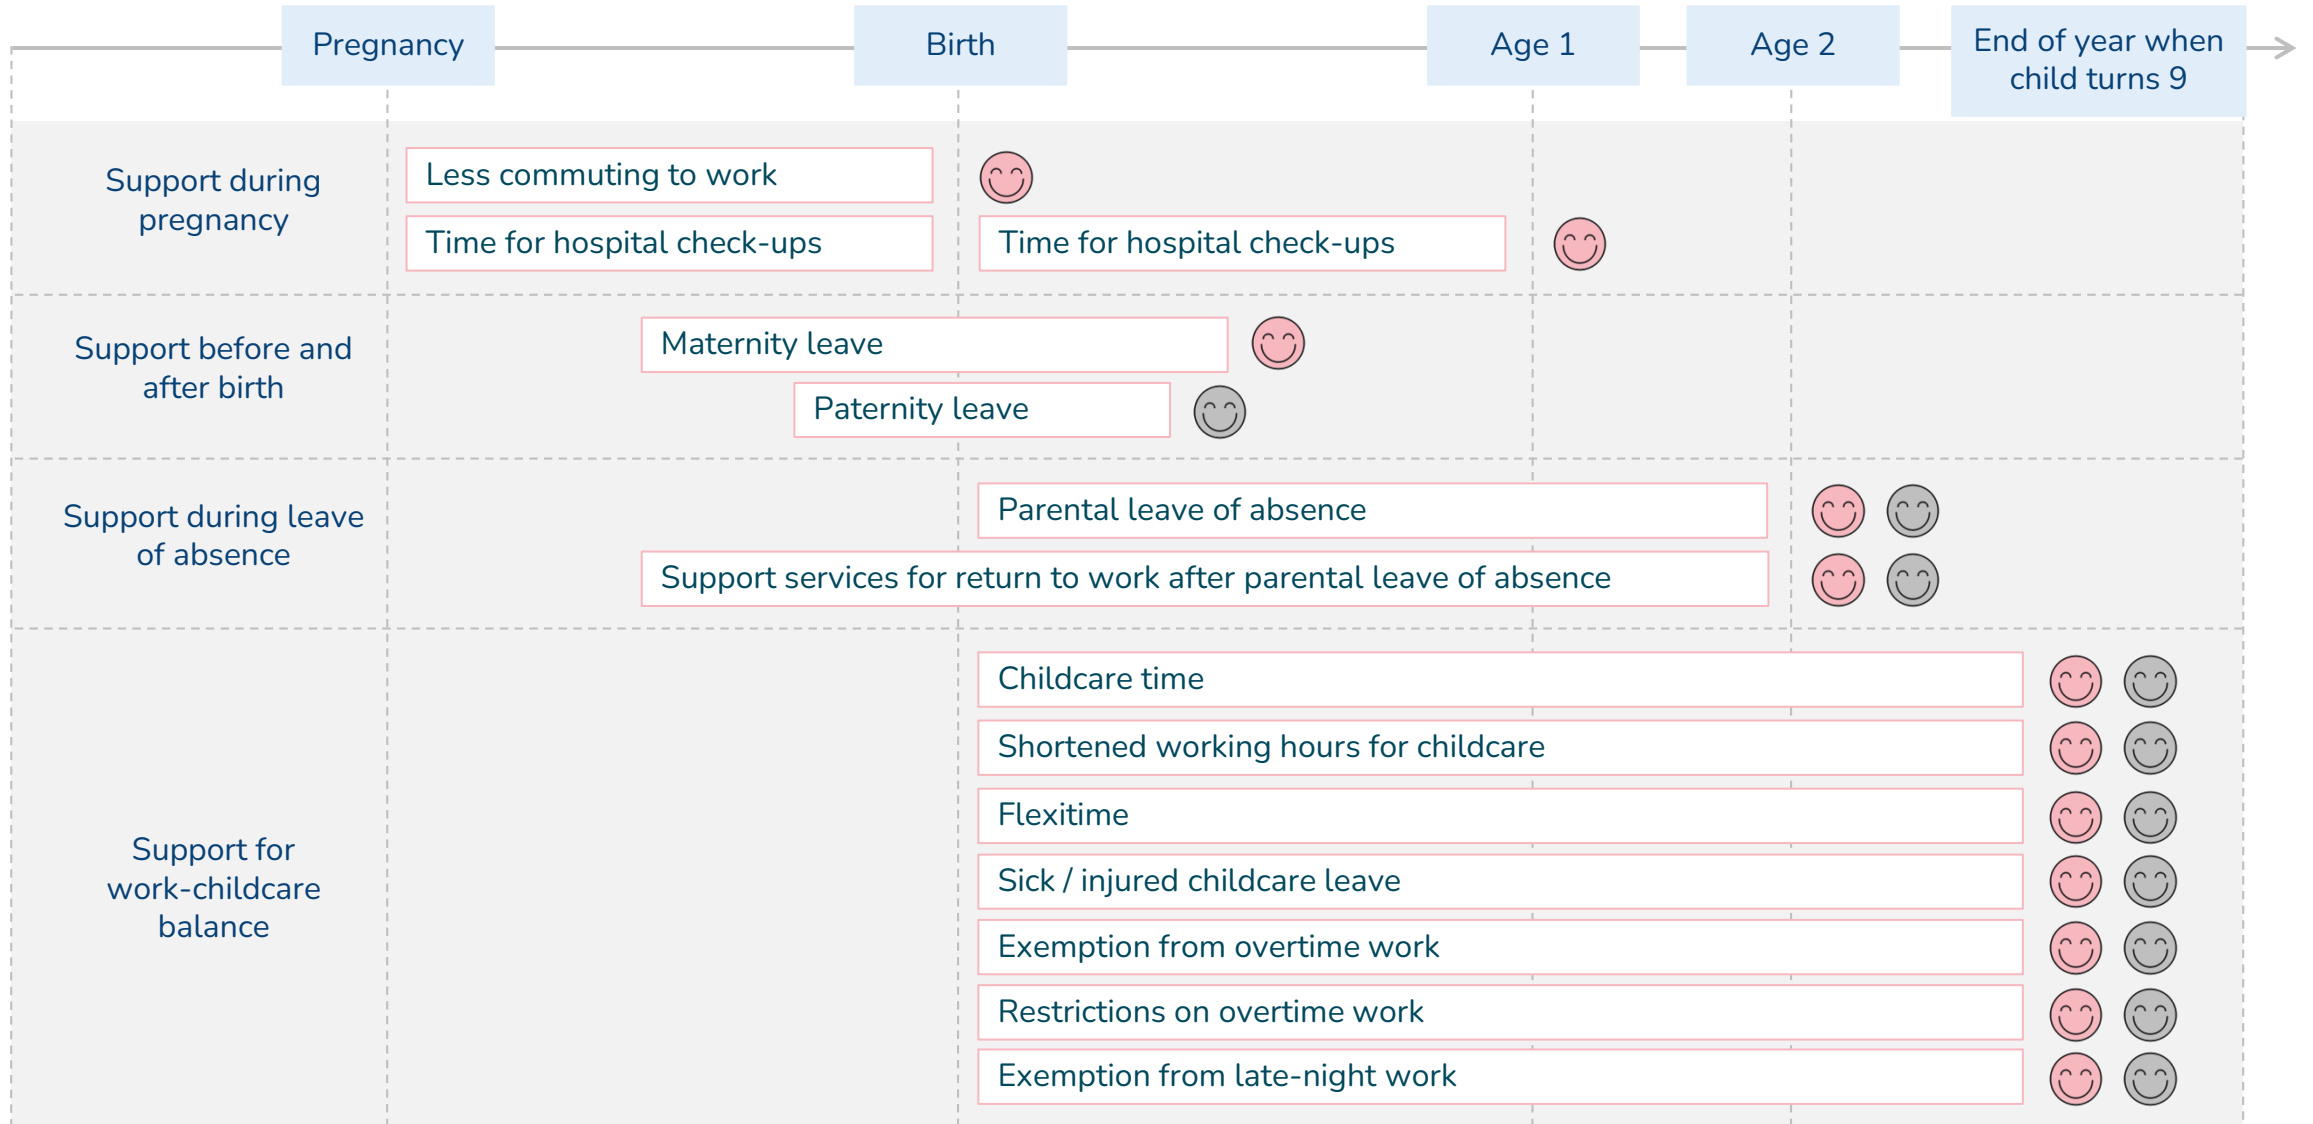 Pregnancy
Birth
Age 1
Age 2
End of year when
child turns 9
Support during
pregnancy
Less commuting to work
Time for hospital check-ups
Time for hospital check-ups
Support before and
after birth
Maternity leave
Paternity leave
Support during leave
of absence
Parental leave of absence
Support services for return to work after parental leave of absence
Support for
work-childcare
balance
Childcare time
Shortened working hours for childcare
Flexitime
Sick / injured childcare leave
Exemption from overtime work
Restrictions on overtime work
Exemption from late-night work